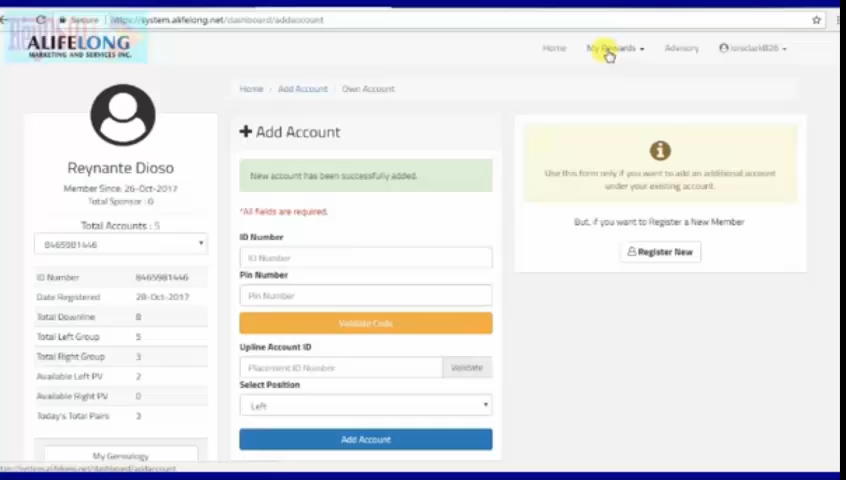 Secure
https://system.alifelong.net/dashboard/addaccount
ALIFELONG
MARKETING AND SERVICES INC.
Home
My Rewards
Advisory
Home / Add Account / Own Account
Reynante Dioso
Member Since: 26-Oct-2017
Total Sponsor : 0
Total Accounts : 5
8465981446
ID Number 8465981446
Date Registered 28-Oct-2017
Total Downline 8
Total Left Group 5
Total Right Group 3
Available Left PV 2
Available Right PV 0
Today's Total Pairs 3
My Genealogy
Add Account
New account has been successfully added.
*All fields are required.
ID Number
ID Number
Pin Number
Pin Number
Validate Code
Upline Account ID
Placement ID Number
Validate
Select Position
Left
Add Account
Use this form only if you want to add an additional account
under your existing account.
But, if you want to Register a New Member
Register New